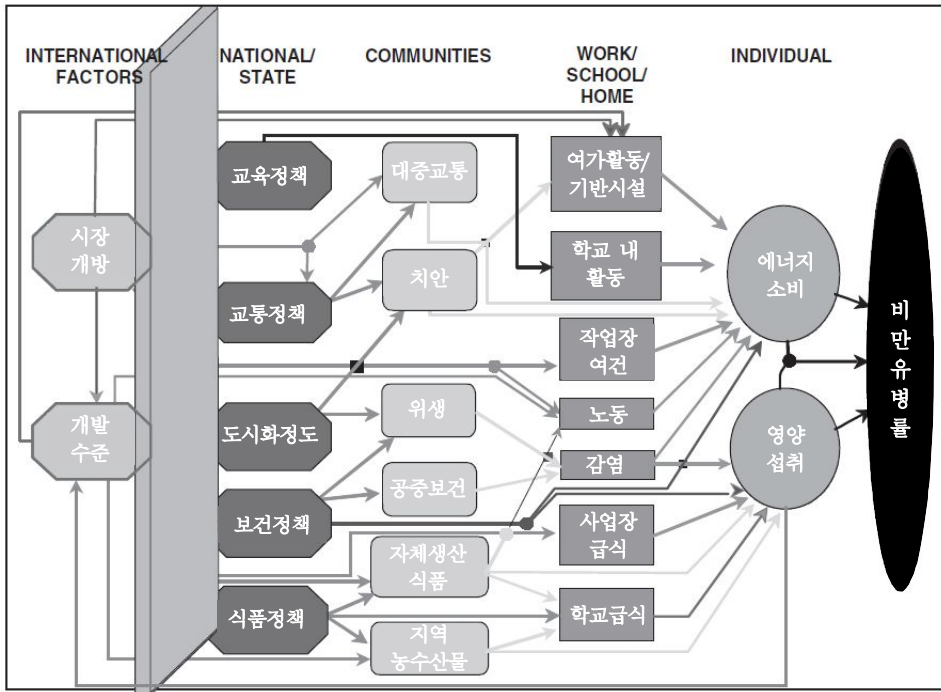 INTERNATIONAL
FACTORS
NATIONAL/
STATE
COMMUNITIES
WORK/
SCHOOL/
HOME
INDIVIDUAL
시장
개방
개발
수준
교육정책
교통정책
도시화정도
보건정책
식품정책
대중교통
치안
위생
공중보건
자체생산
식품
지역
농수산물
여가활동/
기반시설
학교 내
활동
작업장
여건
노동
감염
사업장
급식
학교급식
에너지
소비
영양
섭취
비
만
유
병
률